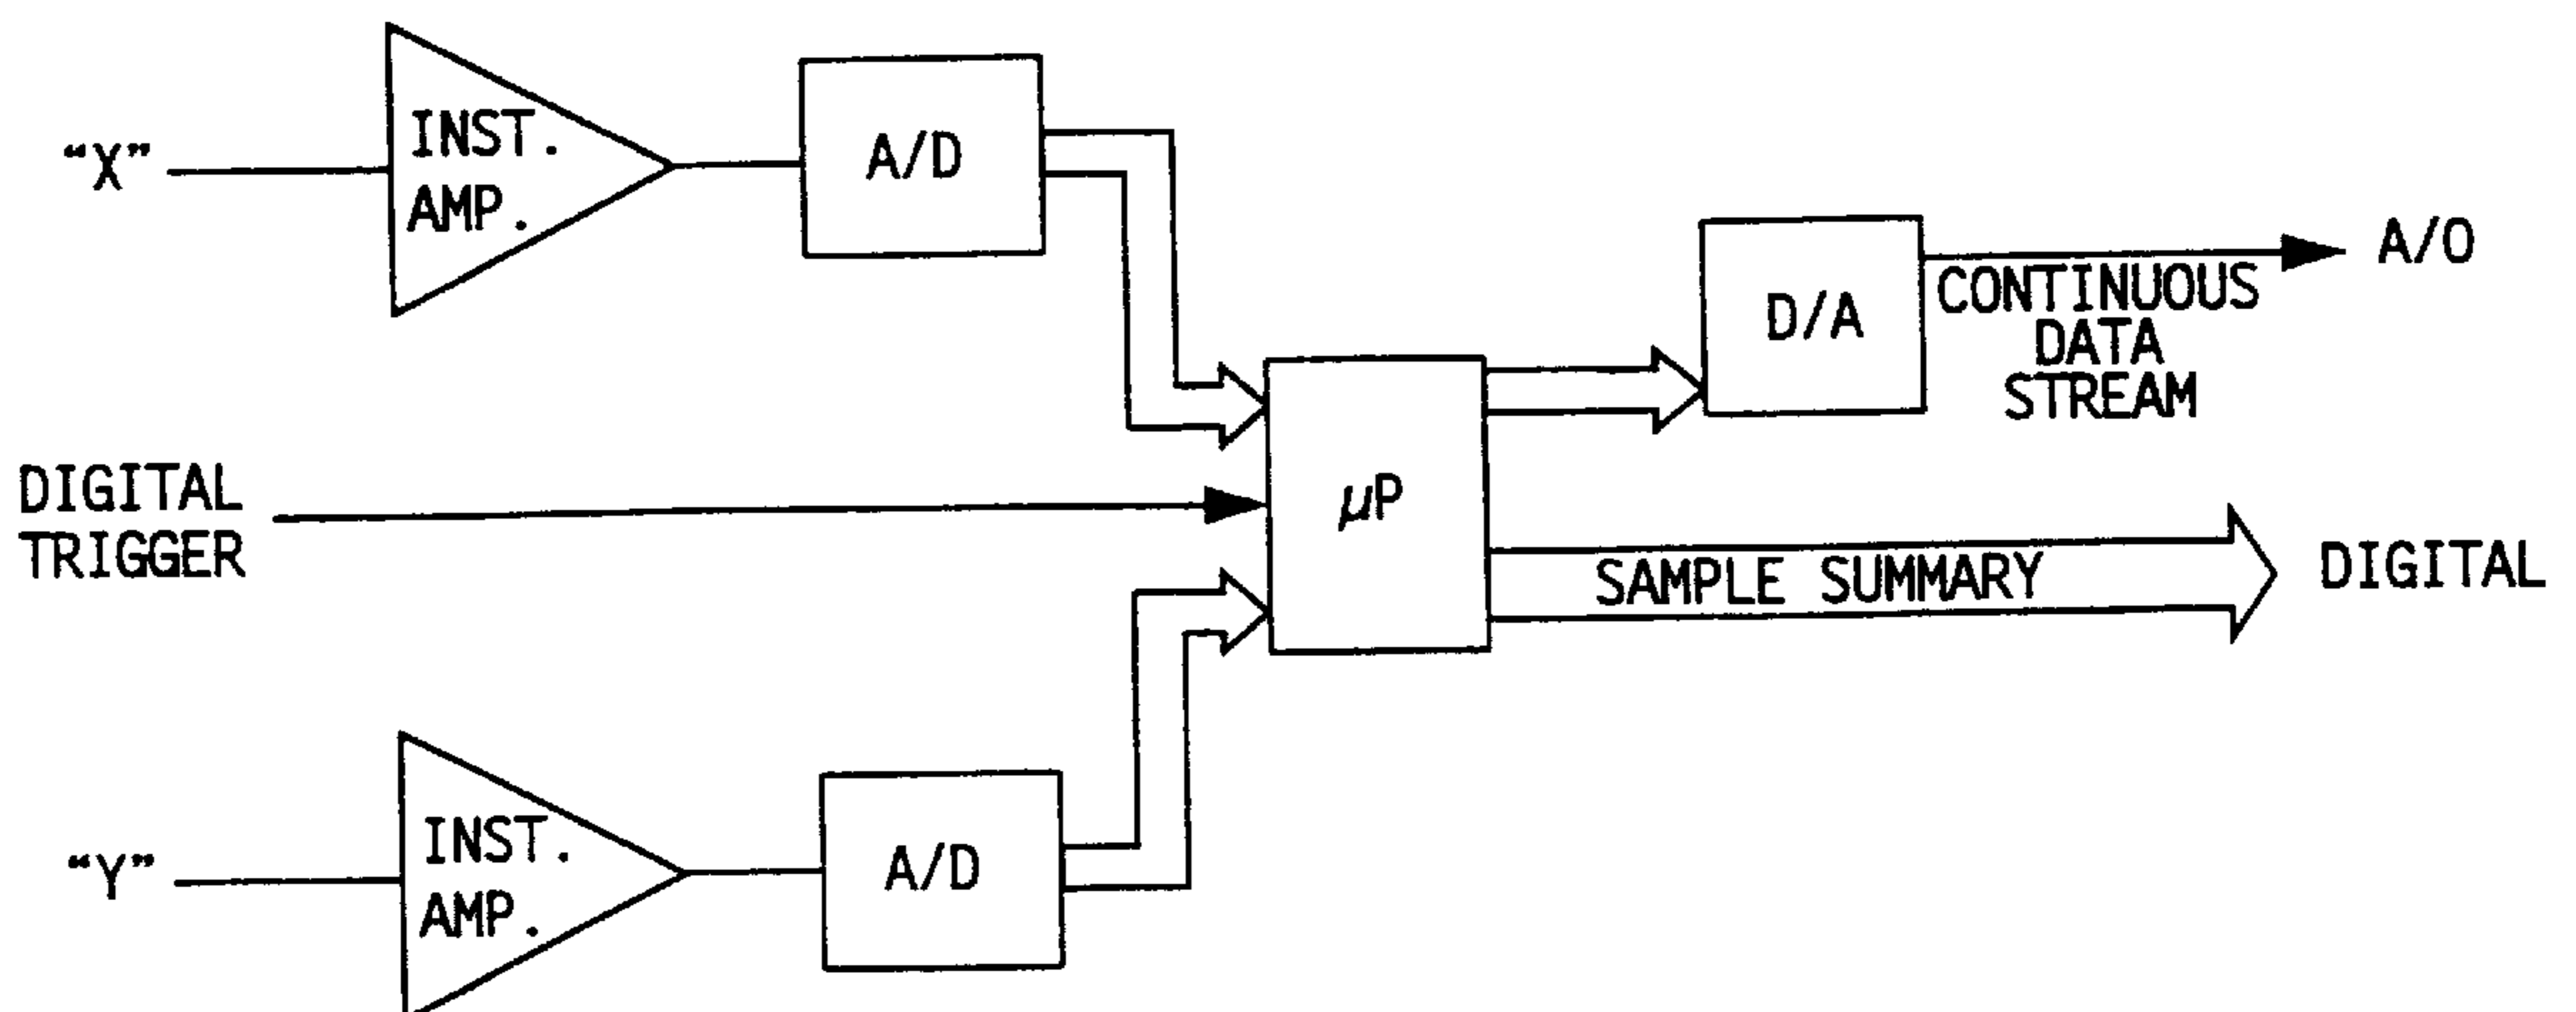 “X”
INST.
AMP.
A/D
D/A
A/O
CONTINUOUS
DATA
STREAM
DIGITAL
TRIGGER
µP
SAMPLE SUMMARY
DIGITAL
“Y”
INST.
AMP.
A/D